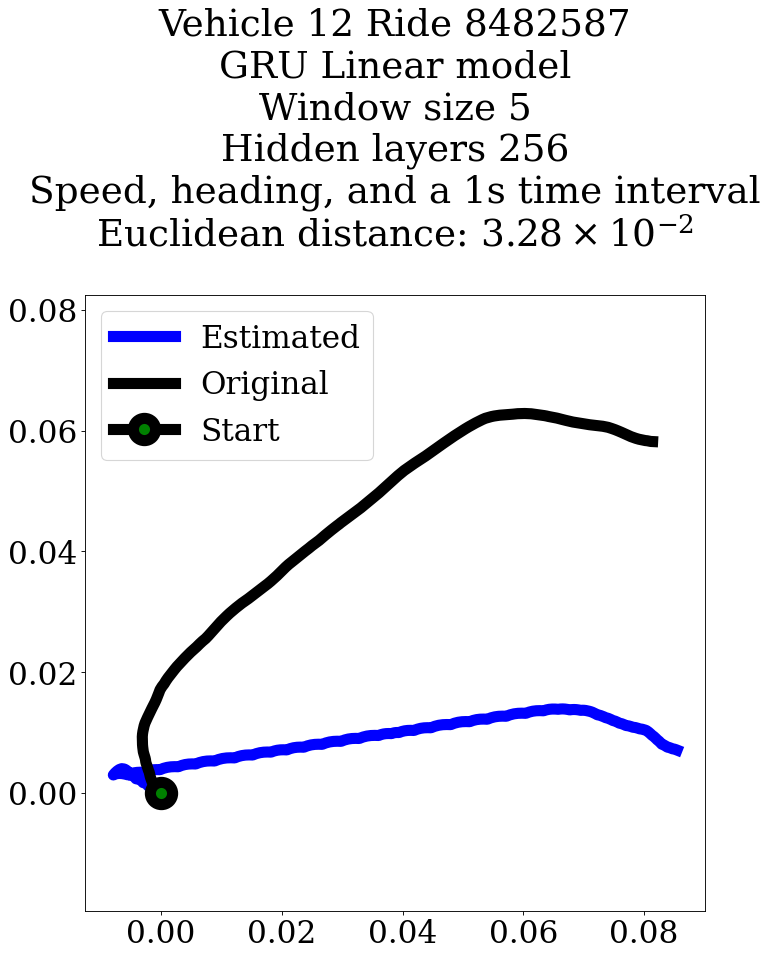 Vehicle 12 Ride 8482587
GRU Linear model
Window size 5
Hidden layers 256
Speed, heading, and a 1s time interval
Euclidean distance: 3.28 × 10⁻²
Estimated
Original
Start
0.08
0.06
0.04
0.02
0.00
0.00 0.02 0.04 0.06 0.08